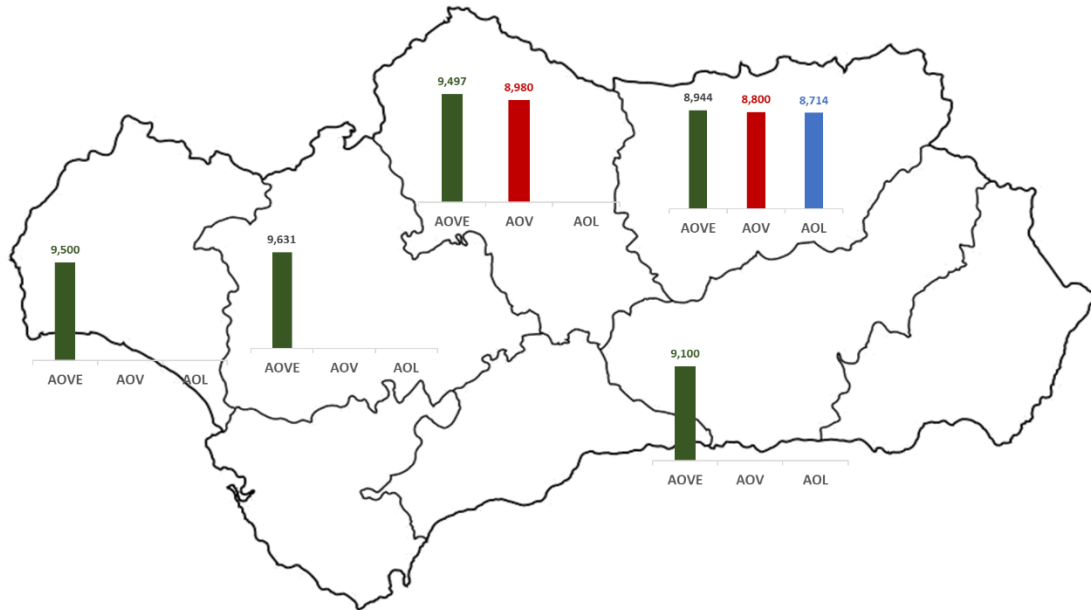 9,497
8,980
AOVE AOV AOL
8,944
8,800
8,714
AOVE AOV AOL
9,500
AOVE AOV AOL
9,631
AOVE AOV AOL
9,100
AOVE AOV AOL